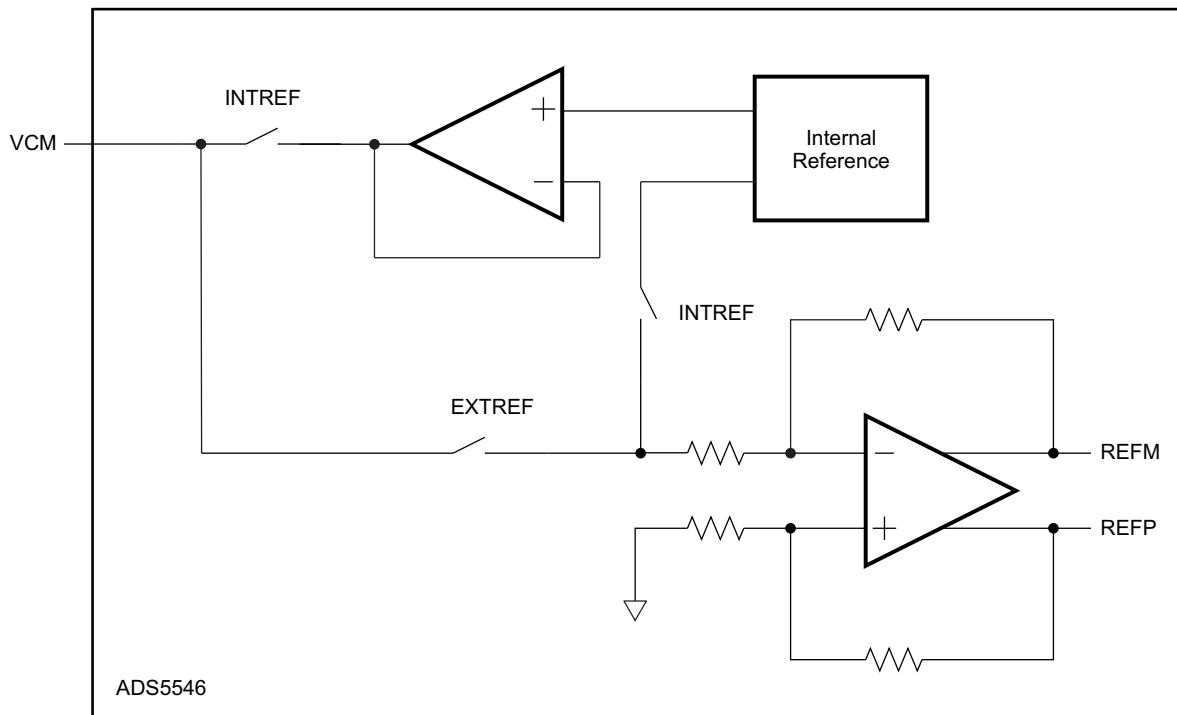 INTREF
VCM
Internal
Reference
INTREF
EXTREF
REFM
REFP
ADS5546